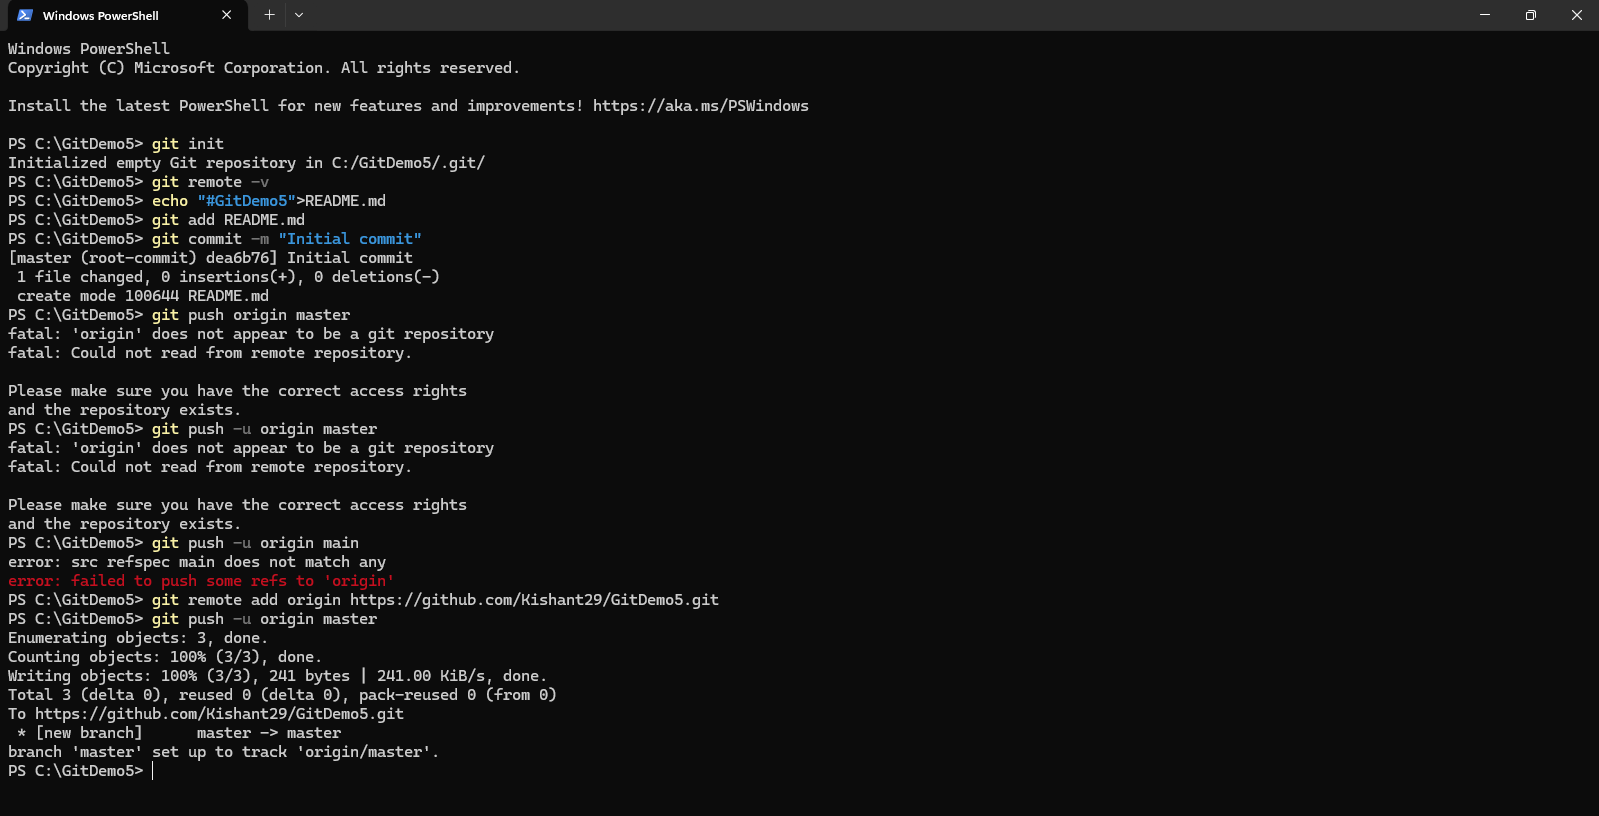 Windows PowerShell
Windows PowerShell
Copyright (C) Microsoft Corporation. All rights reserved.
Install the latest PowerShell for new features and improvements! https://aka.ms/PSWindows
PS C:\GitDemo5> git init
Initialized empty Git repository in C:/GitDemo5/.git/
PS C:\GitDemo5> git remote -v
PS C:\GitDemo5> echo "#GitDemo5">README.md
PS C:\GitDemo5> git add README.md
PS C:\GitDemo5> git commit -m "Initial commit"
[master (root-commit) dea6b76] Initial commit
 1 file changed, 0 insertions(+), 0 deletions(-)
 create mode 100644 README.md
PS C:\GitDemo5> git push origin master
fatal: 'origin' does not appear to be a git repository
fatal: Could not read from remote repository.
Please make sure you have the correct access rights
and the repository exists.
PS C:\GitDemo5> git push -u origin master
fatal: 'origin' does not appear to be a git repository
fatal: Could not read from remote repository.
Please make sure you have the correct access rights
and the repository exists.
PS C:\GitDemo5> git push -u origin main
error: src refspec main does not match any
error: failed to push some refs to 'origin'
PS C:\GitDemo5> git remote add origin https://github.com/Kishant29/GitDemo5.git
PS C:\GitDemo5> git push -u origin master
Enumerating objects: 3, done.
Counting objects: 100% (3/3), done.
Writing objects: 100% (3/3), 241 bytes | 241.00 KiB/s, done.
Total 3 (delta 0), reused 0 (delta 0), pack-reused 0 (from 0)
To https://github.com/Kishant29/GitDemo5.git
 * [new branch]      master -> master
branch 'master' set up to track 'origin/master'.
PS C:\GitDemo5>